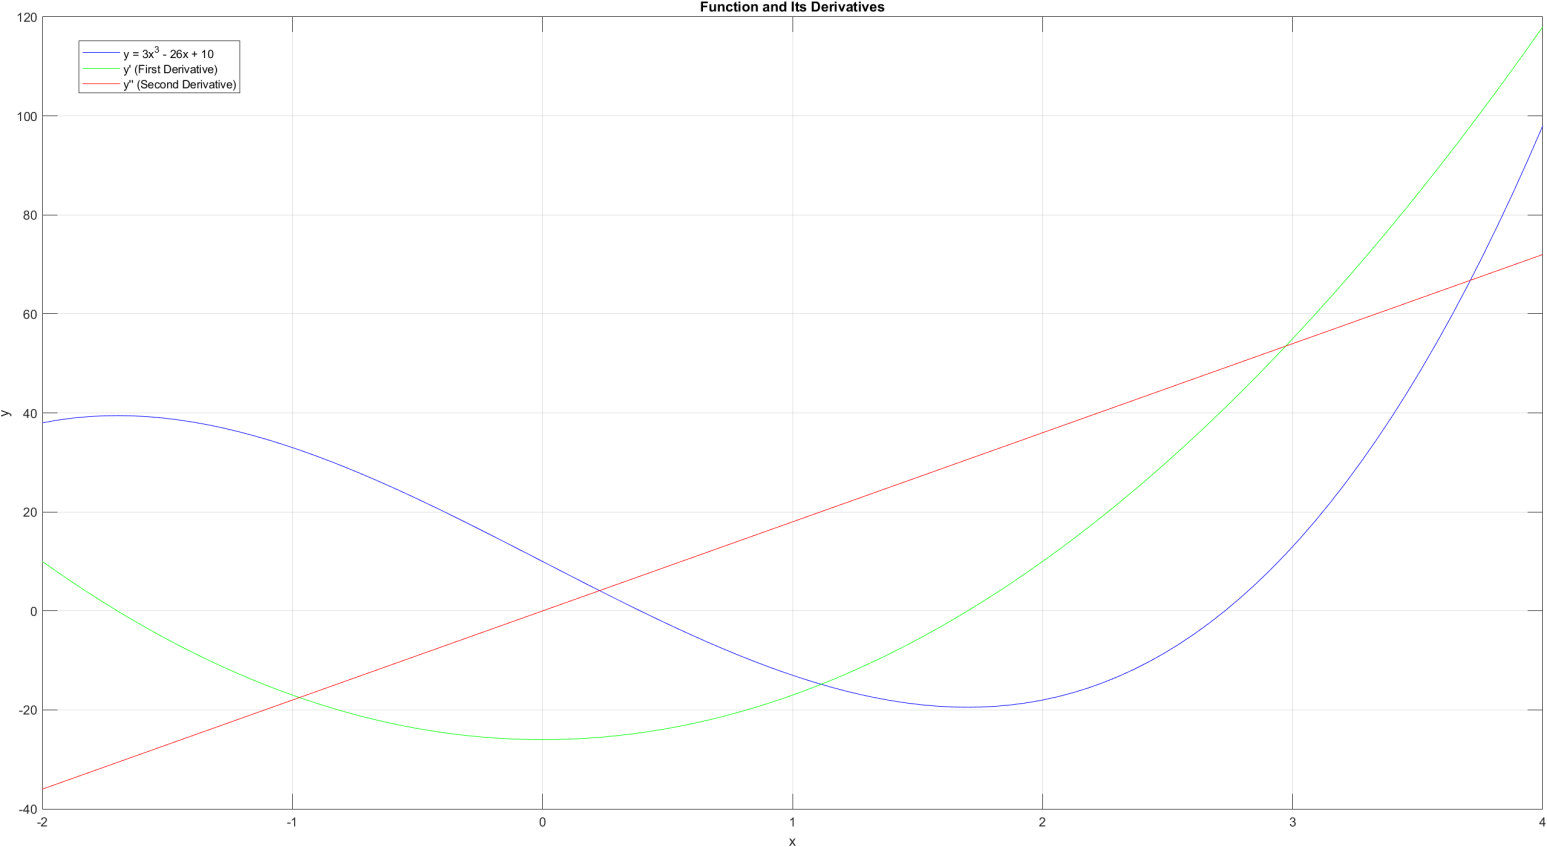 Function and Its Derivatives
y = 3x³ - 26x + 10
y' (First Derivative)
y'' (Second Derivative)
120
100
80
60
40
20
0
-20
-40
y
-2 -1 0 1 2 3 4
x